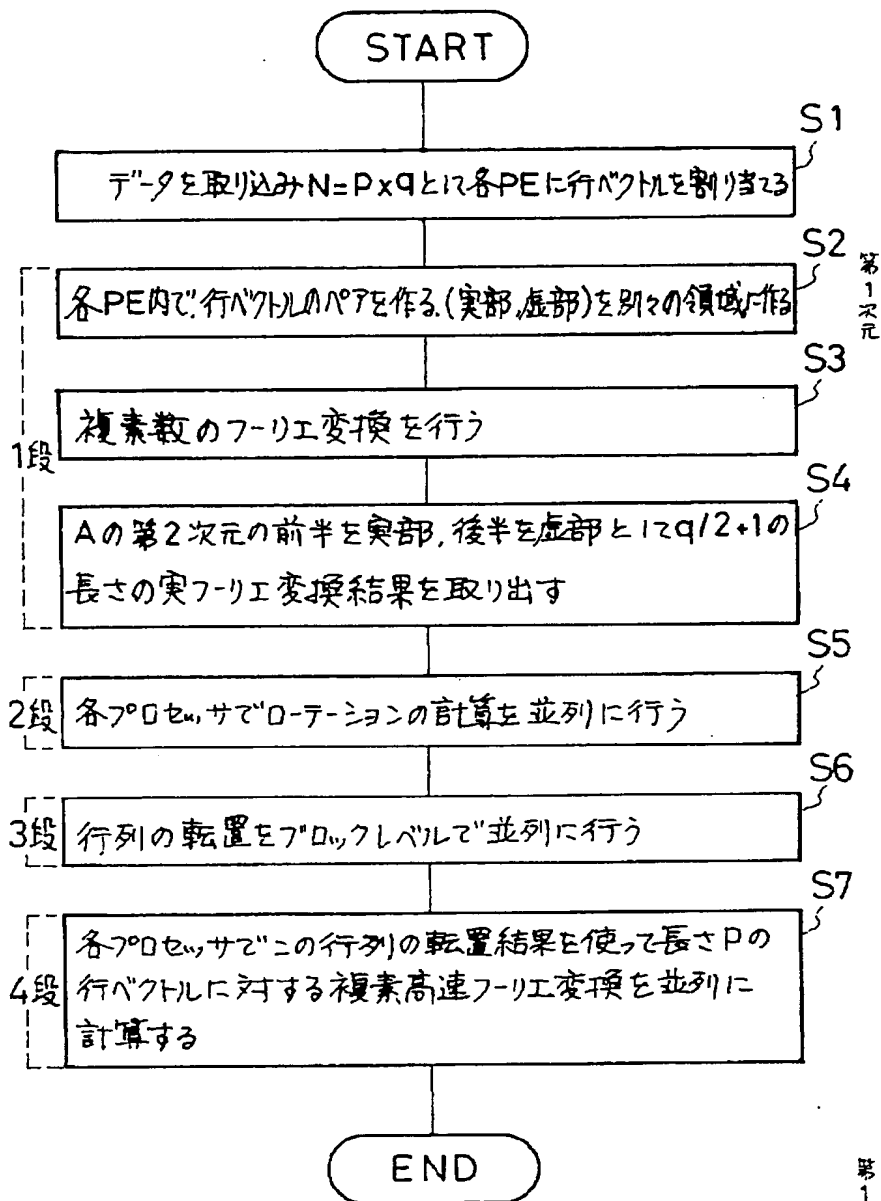 START
S1
データを取り込みN=P×qとして各PEに行ベクトルを割り当てる
S2
各PE内で,行ベクトルのペアを作る.(実部,虚部)を別々の領域に作る
第1次元
S3
複素数のフーリエ変換を行う
1段
S4
Aの第2次元の前半を実部,後半を虚部としてq/2+1の
長さの実フーリエ変換結果を取り出す
S5
2段
各プロセッサでローテーションの計算を並列に行う
S6
3段
行列の転置をブロックレベルで並列に行う
S7
4段
各プロセッサでこの行列の転置結果を使って長さPの
行ベクトルに対する複素高速フーリエ変換を並列に
計算する
END
第1